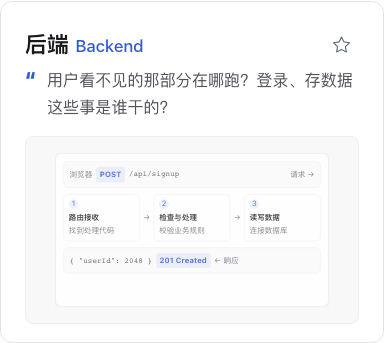 后端 Backend
“ 用户看不见的那部分在哪跑？登录、存数据
这些事是谁干的？
浏览器 POST /api/signup 请求 →
1 → 2 → 3
路由接收 检查与处理 读写数据
找到处理代码 校验业务规则 连接数据库
{ "userId": 2048 } 201 Created ← 响应